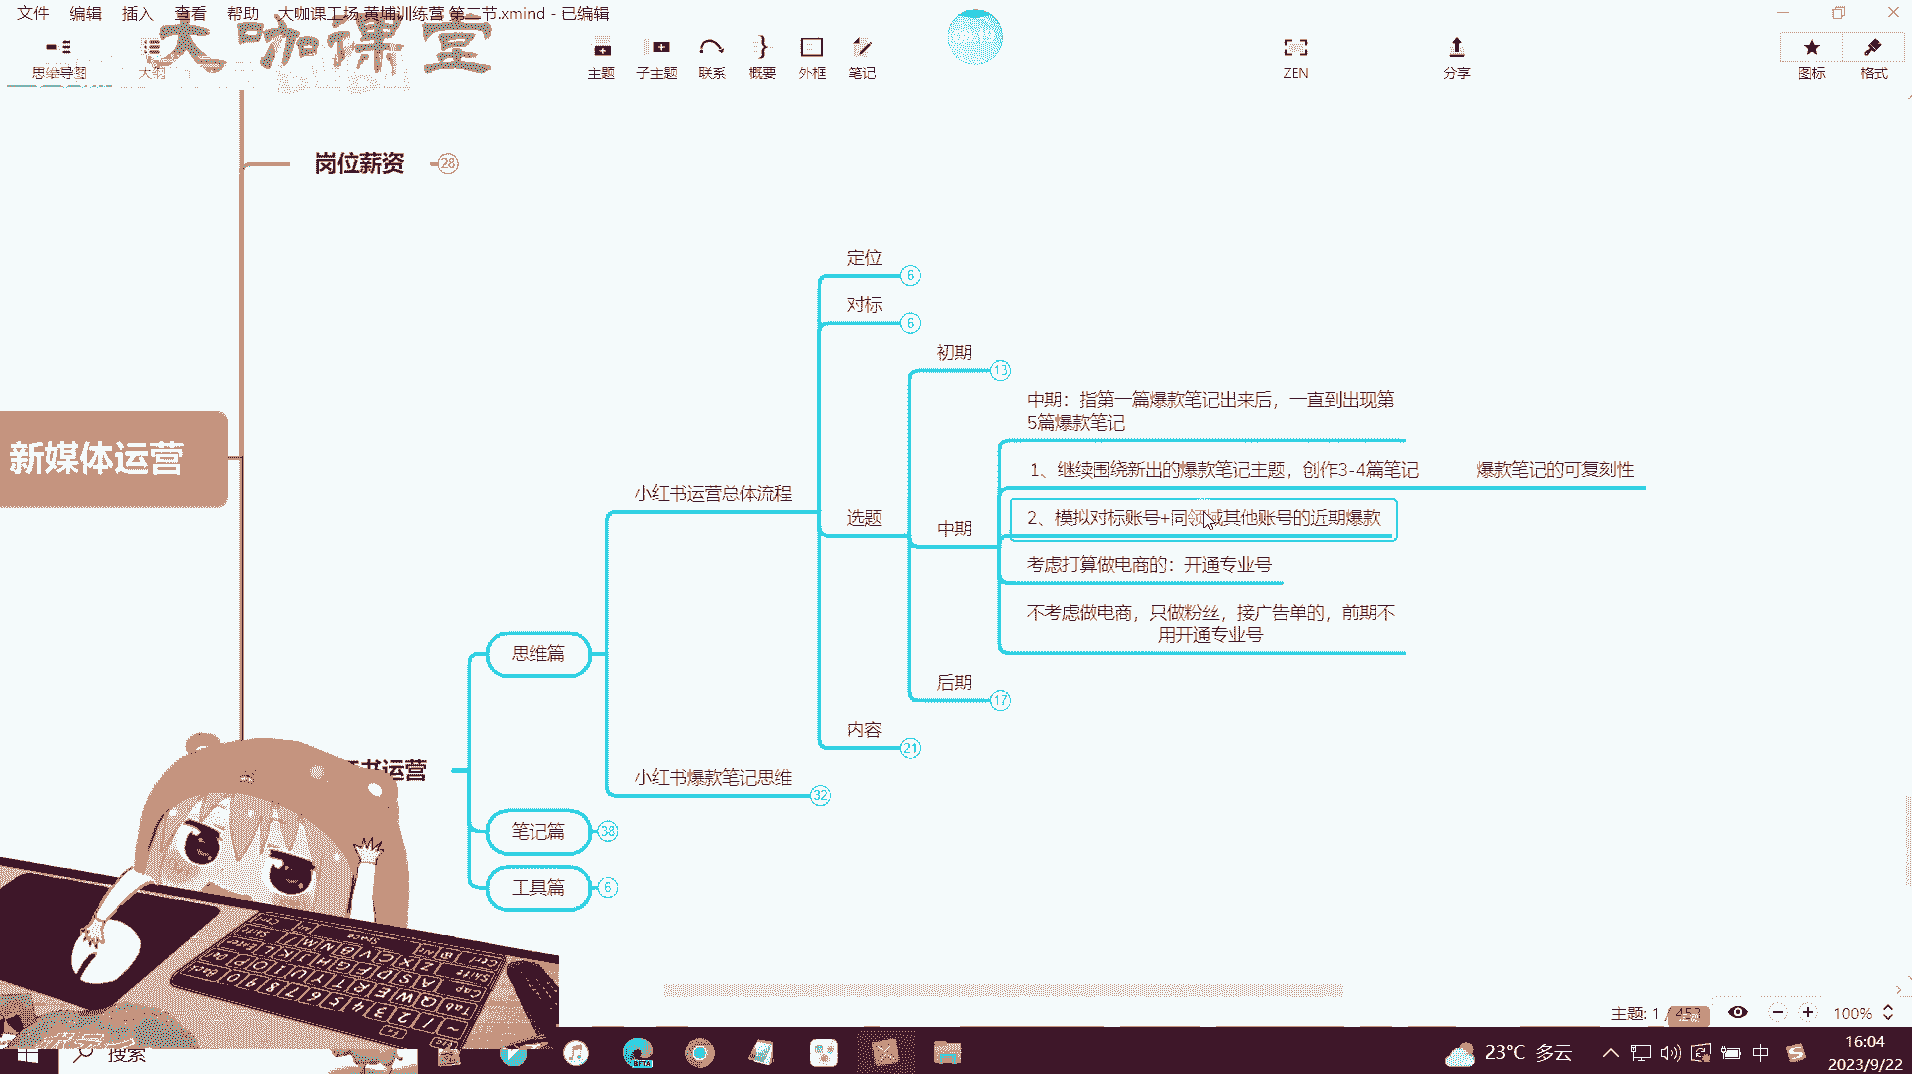 文件 编辑 插入 查看 帮助 大咖课工场.黄埔训练营 第二节.xmind - 已编辑
大咖课堂
思维导图 大纲 主题 子主题 联系 概要 外框 笔记 ZEN 分享 图标 格式
岗位薪资 28
定位 6
对标 6
初期 13
中期：指第一篇爆款笔记出来后，一直到出现第
5篇爆款笔记
新媒体运营
1、继续围绕新出的爆款笔记主题，创作3-4篇笔记 爆款笔记的可复刻性
小红书运营总体流程
选题
中期
2、模拟对标账号+同领域其他账号的近期爆款
考虑打算做电商的：开通专业号
不考虑做电商，只做粉丝，接广告单的，前期不
用开通专业号
思维篇
后期 17
内容 21
书运营
小红书爆款笔记思维 32
笔记篇 38
工具篇 6
主题: 1 / 453
100%
搜索
BETA
23°C 多云
中
16:04
2023/9/22